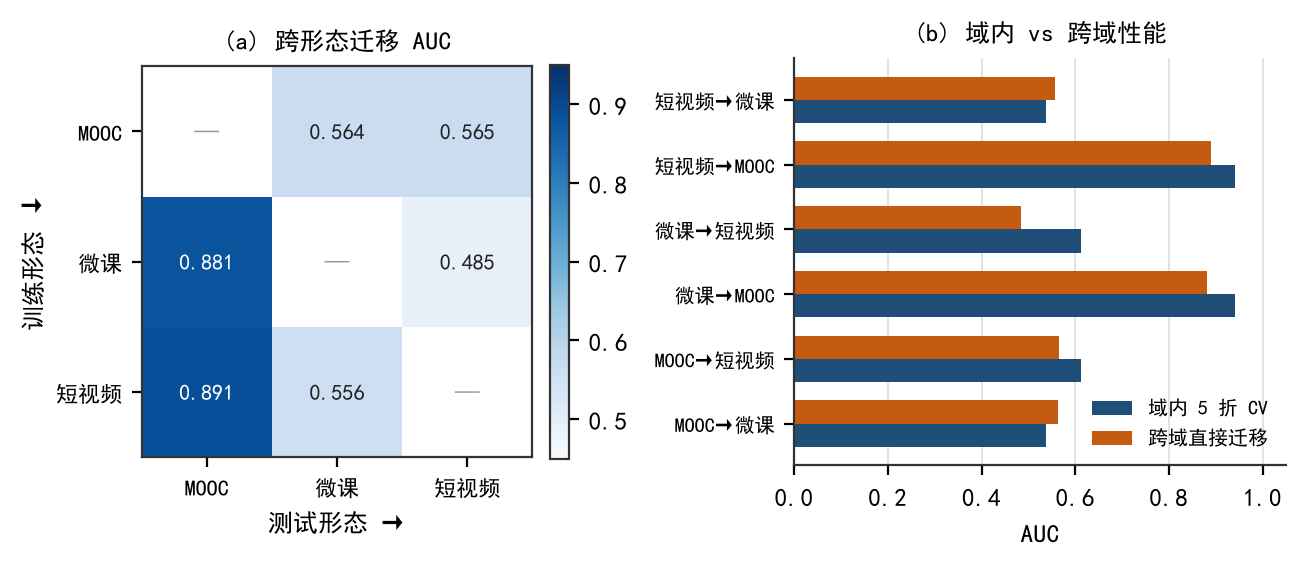 (a) 跨形态迁移 AUC
训练形态 →
MOOC
微课
短视频
— 0.564 0.565
0.881 — 0.485
0.891 0.556 —
MOOC 微课 短视频
测试形态 →
0.9
0.8
0.7
0.6
0.5
(b) 域内 vs 跨域性能
短视频→微课
短视频→MOOC
微课→短视频
微课→MOOC
MOOC→短视频
MOOC→微课
域内 5 折 CV
跨域直接迁移
0.0 0.2 0.4 0.6 0.8 1.0
AUC